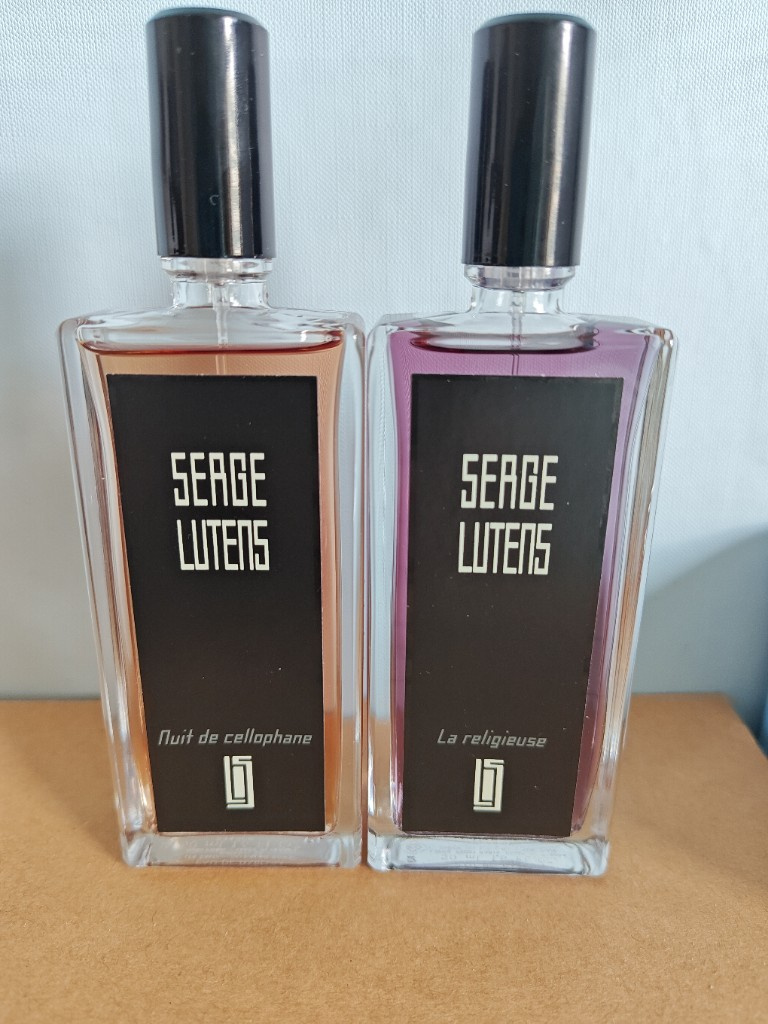 SERGE
LUTENS
Nuit de cellophane
SERGE
LUTENS
La religieuse